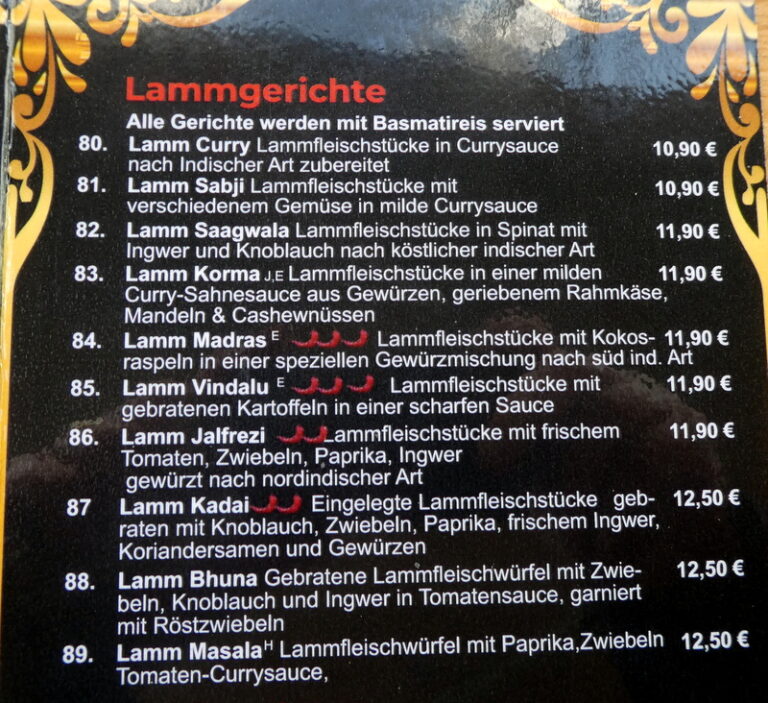 Lammgerichte
Alle Gerichte werden mit Basmatireis serviert
80. Lamm Curry Lammfleischstücke in Currysauce 10,90 €
nach Indischer Art zubereitet
81. Lamm Sabji Lammfleischstücke mit 10,90 €
verschiedenem Gemüse in milde Currysauce
82. Lamm Saagwala Lammfleischstücke in Spinat mit 11,90 €
Ingwer und Knoblauch nach köstlicher indischer Art
83. Lamm Korma J,E Lammfleischstücke in einer milden 11,90 €
Curry-Sahnesauce aus Gewürzen, geriebenem Rahmkäse,
Mandeln & Cashewnüssen
84. Lamm Madras E Lammfleischstücke mit Kokos- 11,90 €
raspeln in einer speziellen Gewürzmischung nach süd ind. Art
85. Lamm Vindalu E Lammfleischstücke mit 11,90 €
gebratenen Kartoffeln in einer scharfen Sauce
86. Lamm Jalfrezi Lammfleischstücke mit frischem 11,90 €
Tomaten, Zwiebeln, Paprika, Ingwer
gewürzt nach nordindischer Art
87 Lamm Kadai Eingelegte Lammfleischstücke geb- 12,50 €
raten mit Knoblauch, Zwiebeln, Paprika, frischem Ingwer,
Koriandersamen und Gewürzen
88. Lamm Bhuna Gebratene Lammfleischwürfel mit Zwie- 12,50 €
beln, Knoblauch und Ingwer in Tomatensauce, garniert
mit Röstzwiebeln
89. Lamm Masala H Lammfleischwürfel mit Paprika,Zwiebeln 12,50 €
Tomaten-Currysauce,